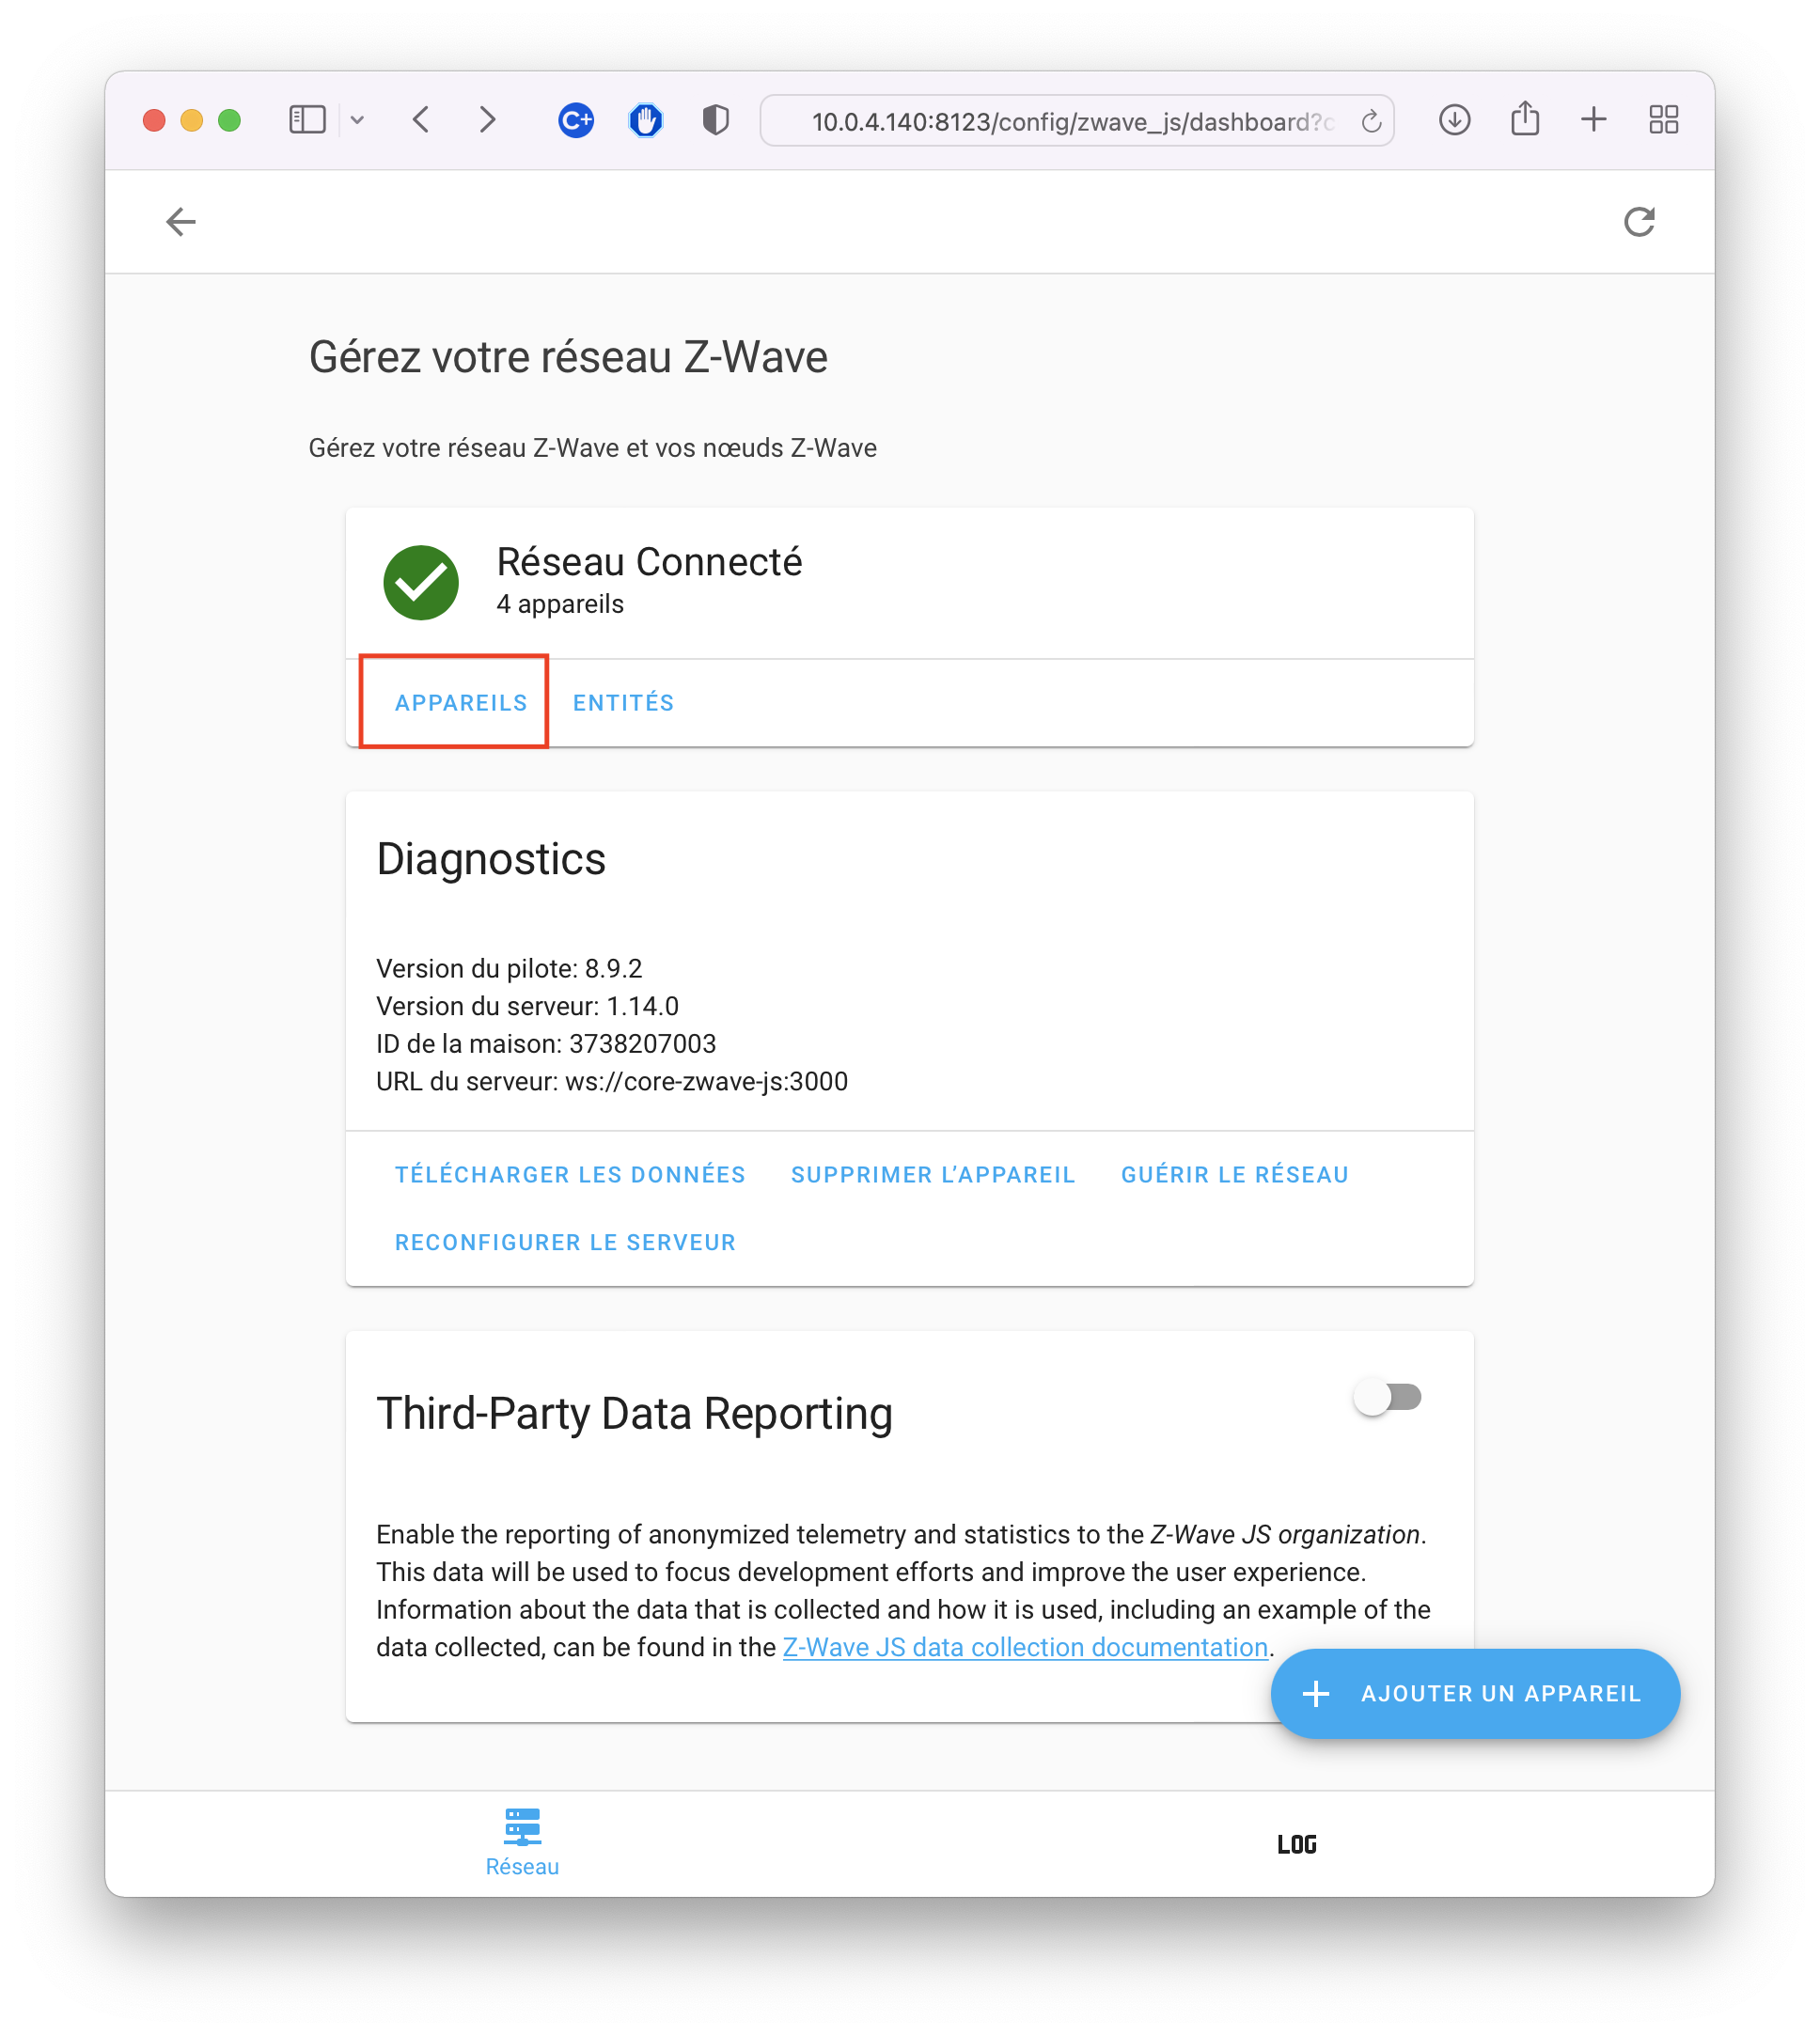 C+
10.0.4.140:8123/config/zwave_js/dashboard?c
Gérez votre réseau Z-Wave
Gérez votre réseau Z-Wave et vos nœuds Z-Wave
Réseau Connecté
4 appareils
APPAREILS ENTITÉS
Diagnostics
Version du pilote: 8.9.2
Version du serveur: 1.14.0
ID de la maison: 3738207003
URL du serveur: ws://core-zwave-js:3000
TÉLÉCHARGER LES DONNÉES SUPPRIMER L’APPAREIL GUÉRIR LE RÉSEAU
RECONFIGURER LE SERVEUR
Third-Party Data Reporting
Enable the reporting of anonymized telemetry and statistics to the Z-Wave JS organization.
This data will be used to focus development efforts and improve the user experience.
Information about the data that is collected and how it is used, including an example of the
data collected, can be found in the Z-Wave JS data collection documentation.
AJOUTER UN APPAREIL
Réseau
LOG